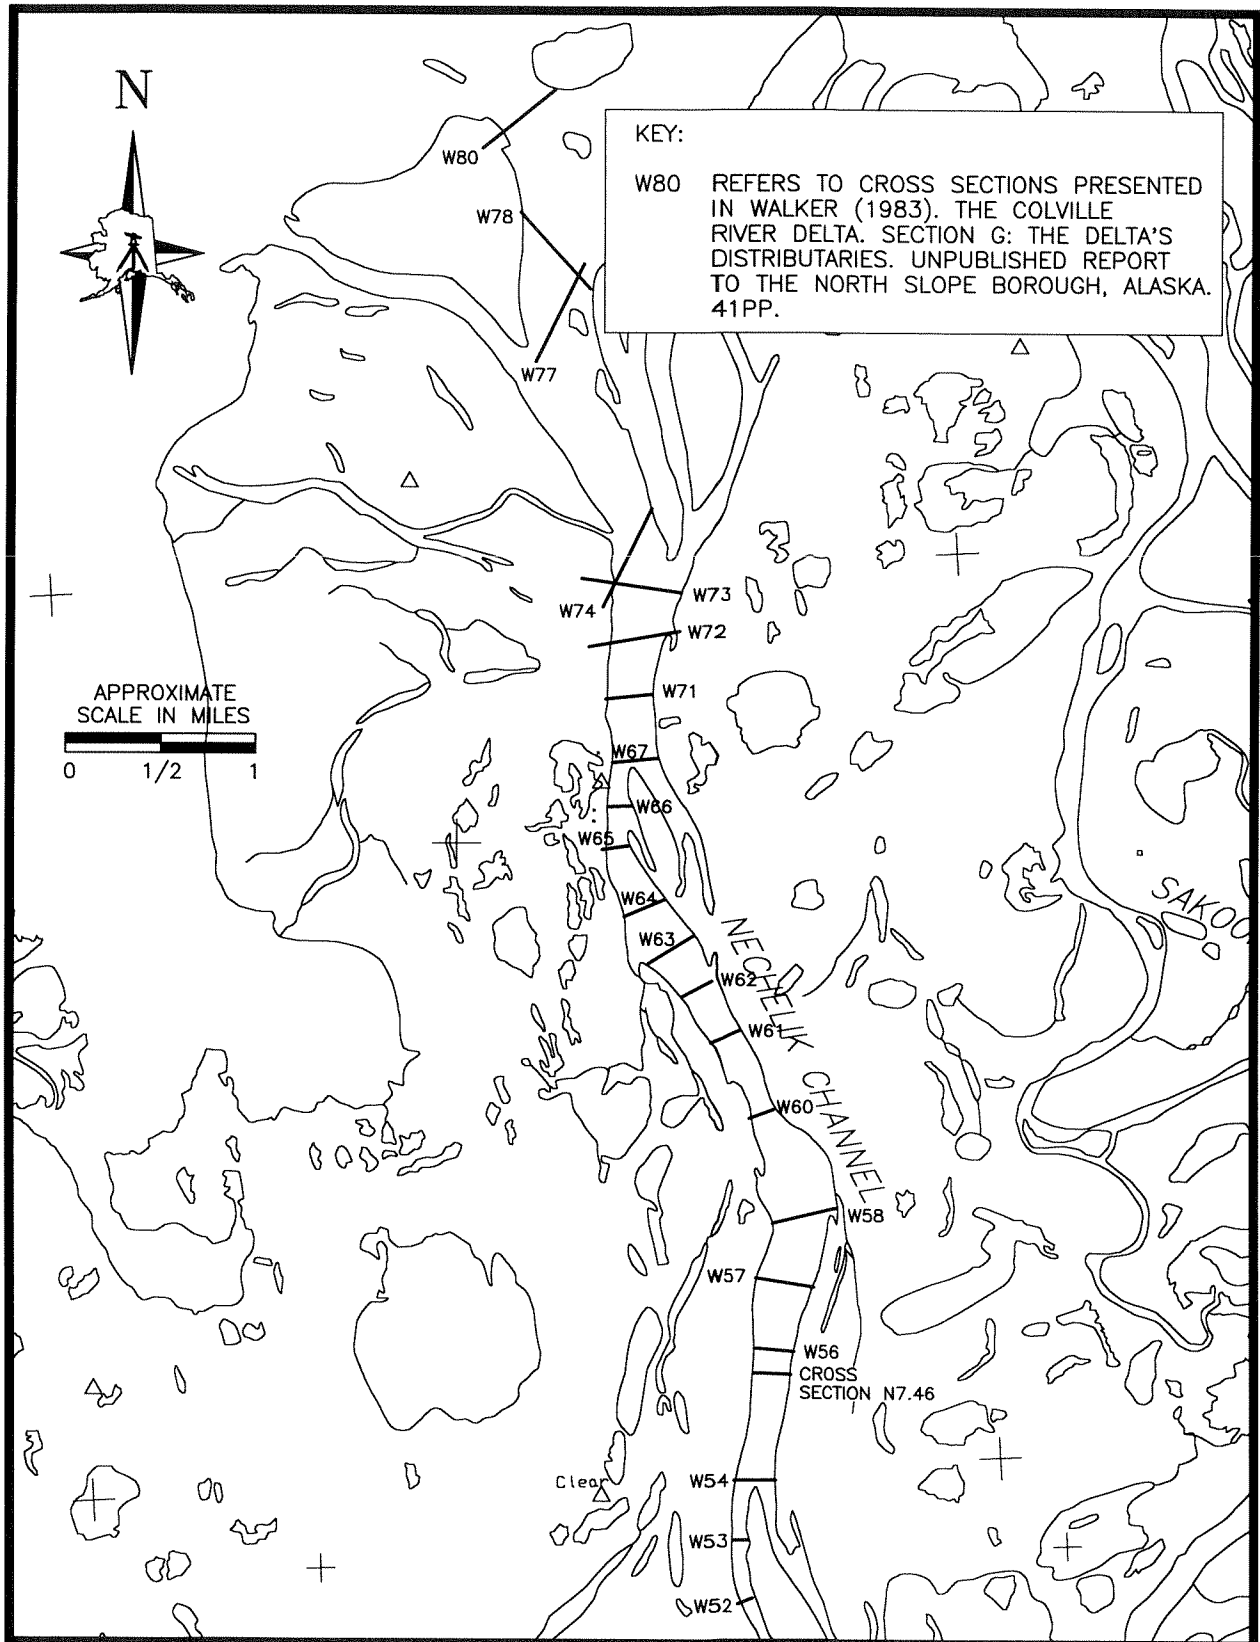 N
KEY:
W80 REFERS TO CROSS SECTIONS PRESENTED
IN WALKER (1983). THE COLVILLE
RIVER DELTA. SECTION G: THE DELTA'S
DISTRIBUTARIES. UNPUBLISHED REPORT
TO THE NORTH SLOPE BOROUGH, ALASKA.
41PP.
W80
W78
W77
W74
W73
W72
APPROXIMATE
SCALE IN MILES
0 1/2 1
W71
W67
W66
W65
W64
W63
W62
W61
W60
NECHELIK CHANNEL
SAKOO
W58
W57
W56
CROSS
SECTION N7.46
W54
Clear
W53
W52